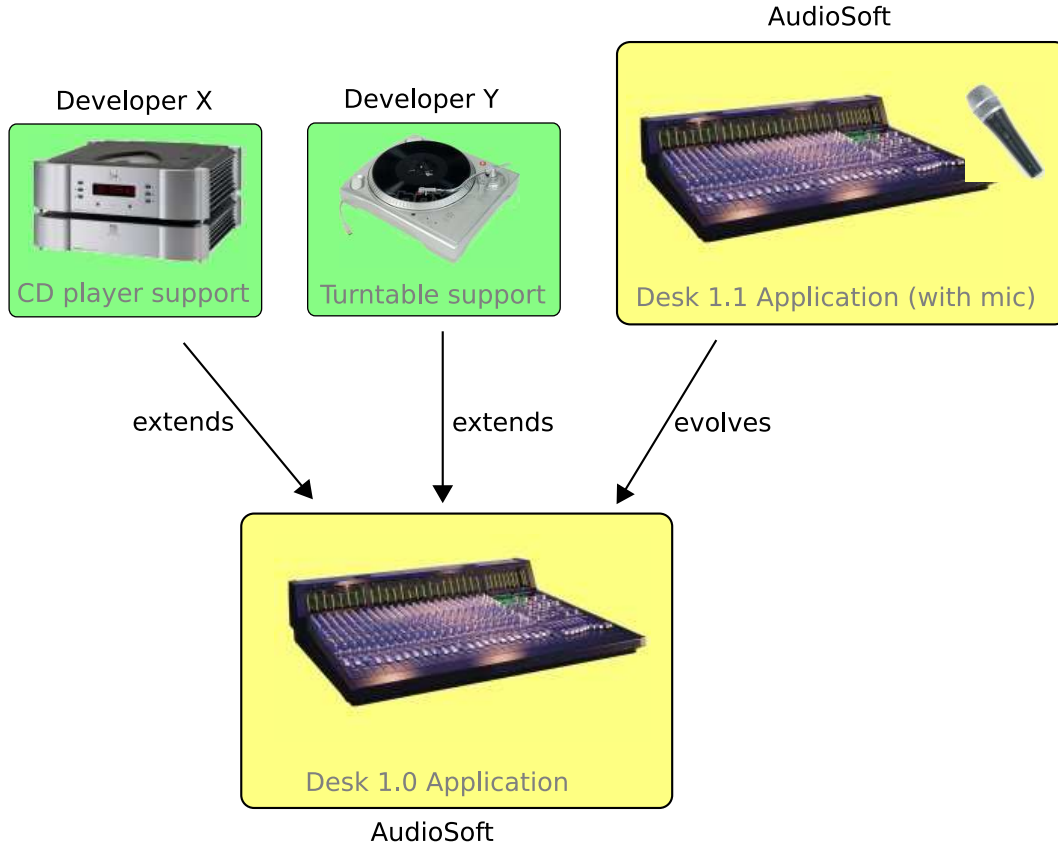 AudioSoft
Developer X
Developer Y
CD player support
Turntable support
Desk 1.1 Application (with mic)
extends
extends
evolves
Desk 1.0 Application
AudioSoft